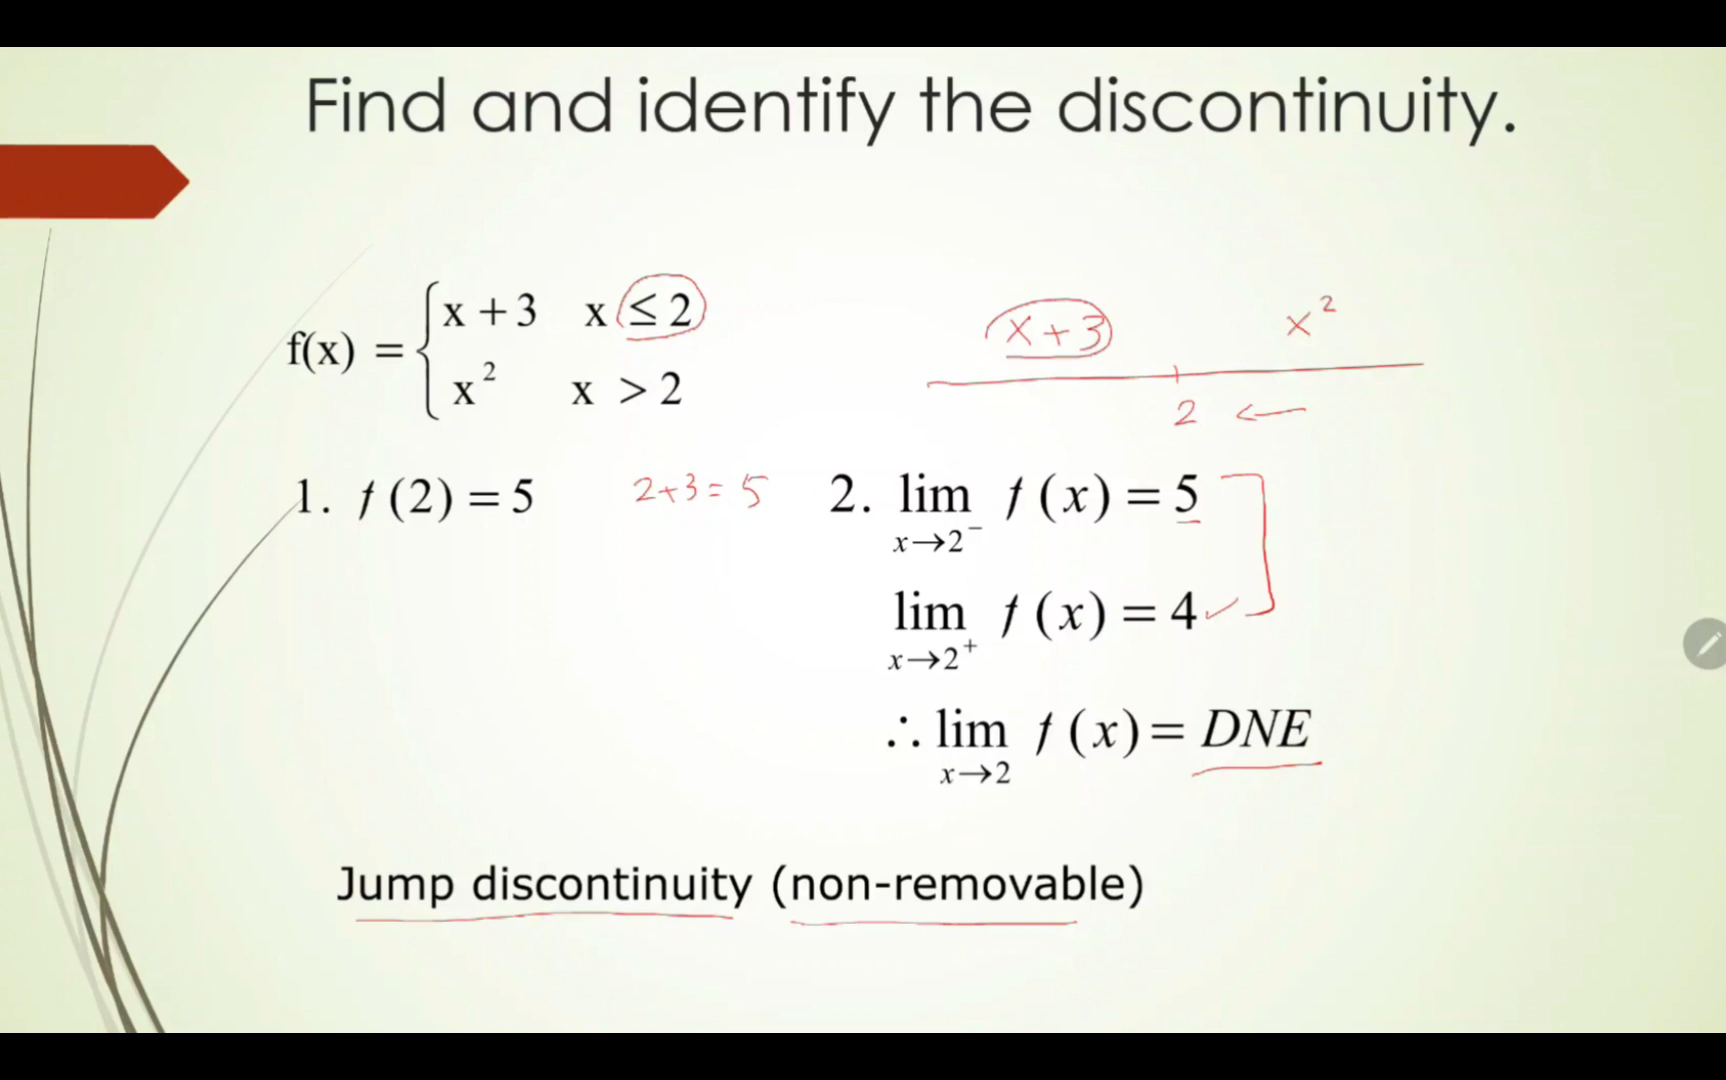 Find and identify the discontinuity.
f(x) = { x + 3 x ≤ 2
x² x > 2
x + 3 x²
2 ←
1. f (2) = 5 2+3 = 5
2. lim x→2⁻ f (x) = 5
lim x→2⁺ f (x) = 4 ✓
∴ lim x→2 f (x) = DNE
Jump discontinuity (non-removable)